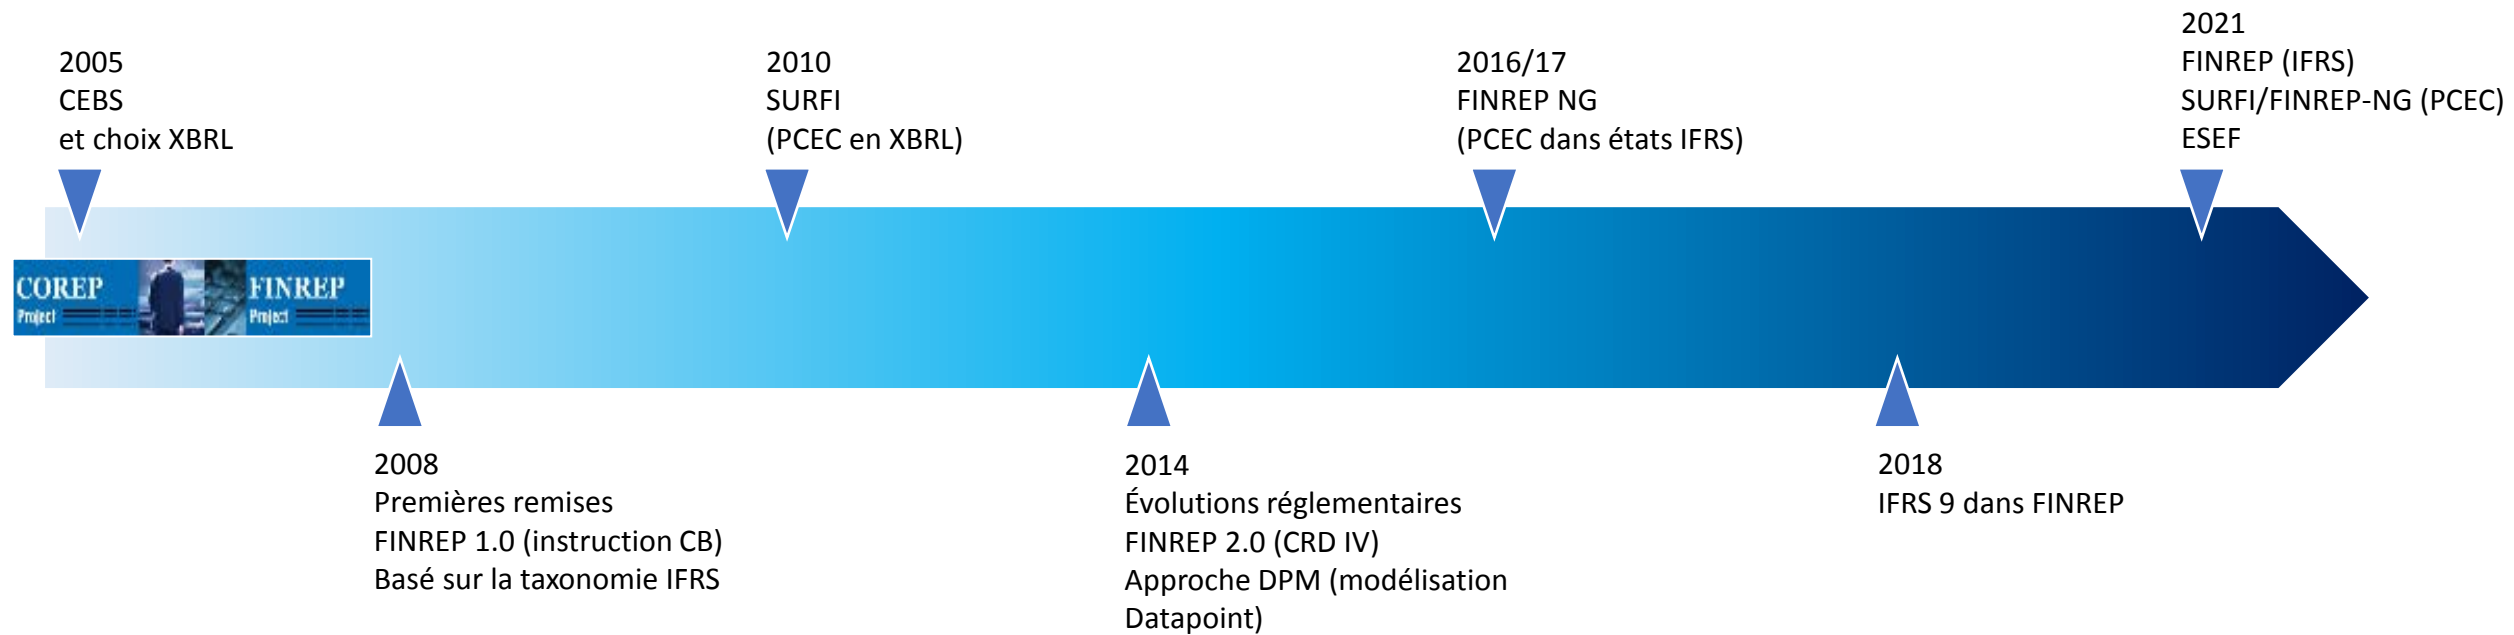 2005
CEBS
et choix XBRL
2010
SURFI
(PCEC en XBRL)
2016/17
FINREP NG
(PCEC dans états IFRS)
2021
FINREP (IFRS)
SURFI/FINREP-NG (PCEC)
ESEF
COREP
Project
FINREP
Project
2008
Premières remises
FINREP 1.0 (instruction CB)
Basé sur la taxonomie IFRS
2014
Évolutions réglementaires
FINREP 2.0 (CRD IV)
Approche DPM (modélisation
Datapoint)
2018
IFRS 9 dans FINREP